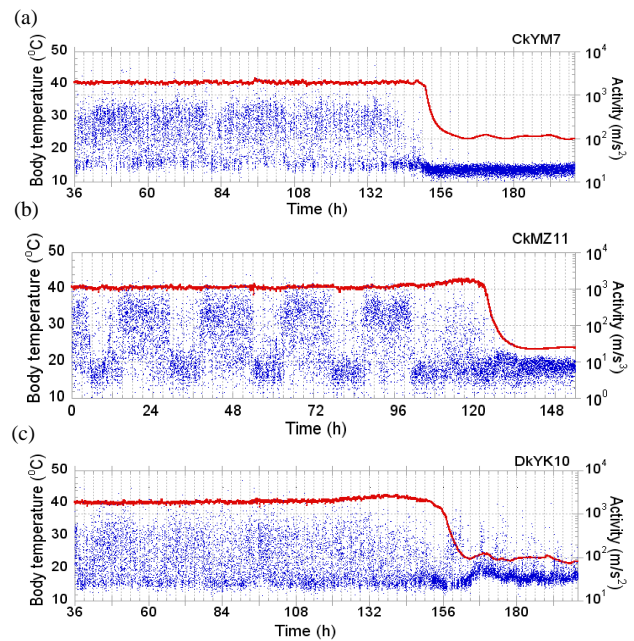 (a)
CkYM7
Body temperature (⁰C)
50
40
30
20
10
10⁴
10³
10²
10¹
Activity (m/s²)
36 60 84 108 132 156 180
Time (h)
(b)
CkMZ11
Body temperature (⁰C)
50
40
30
20
10
10⁴
10³
10²
10¹
10⁰
Activity (m/s³)
0 24 48 72 96 120 148
Time (h)
(c)
DkYK10
Body temperature (⁰C)
50
40
30
20
10
10⁴
10³
10²
10¹
Activity (m/s²)
36 60 84 108 132 156 180
Time (h)